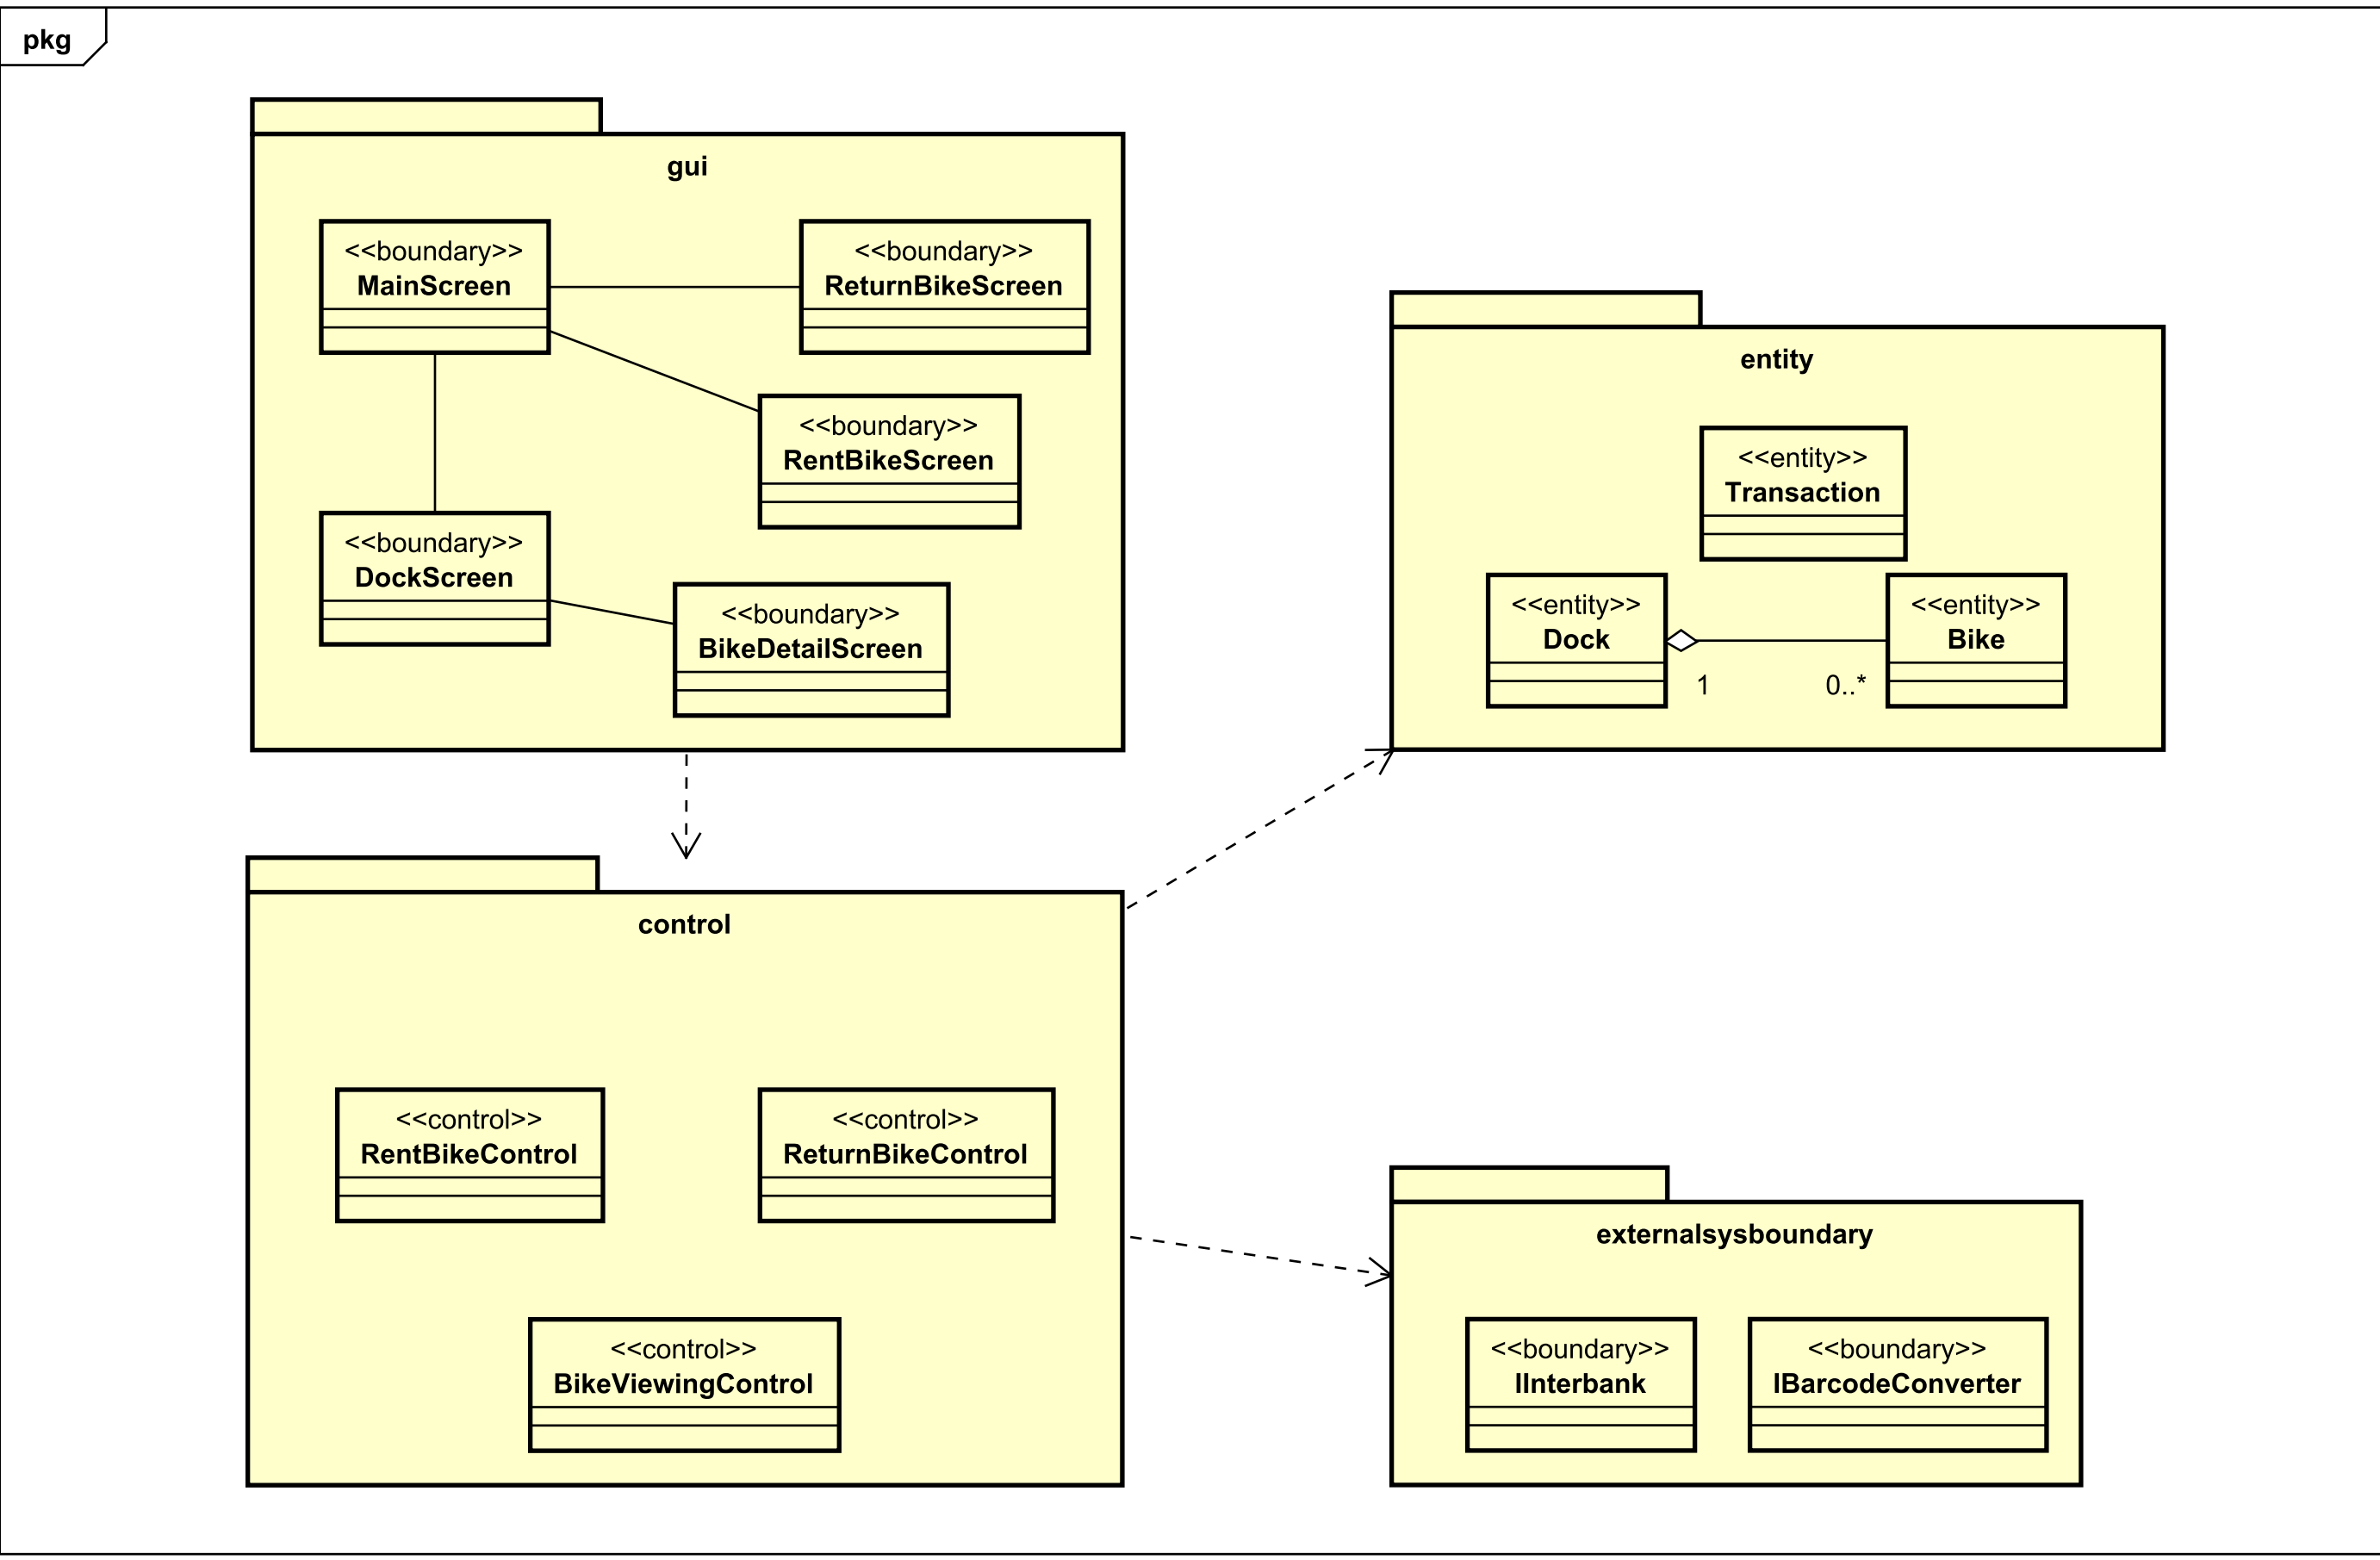 pkg
gui
<<boundary>>
MainScreen
<<boundary>>
ReturnBikeScreen
<<boundary>>
RentBikeScreen
<<boundary>>
DockScreen
<<boundary>>
BikeDetailScreen
entity
<<entity>>
Transaction
<<entity>>
Dock
<<entity>>
Bike
1
0..*
control
<<control>>
RentBikeControl
<<control>>
ReturnBikeControl
<<control>>
BikeViewingControl
externalsysboundary
<<boundary>>
IInterbank
<<boundary>>
IBarcodeConverter